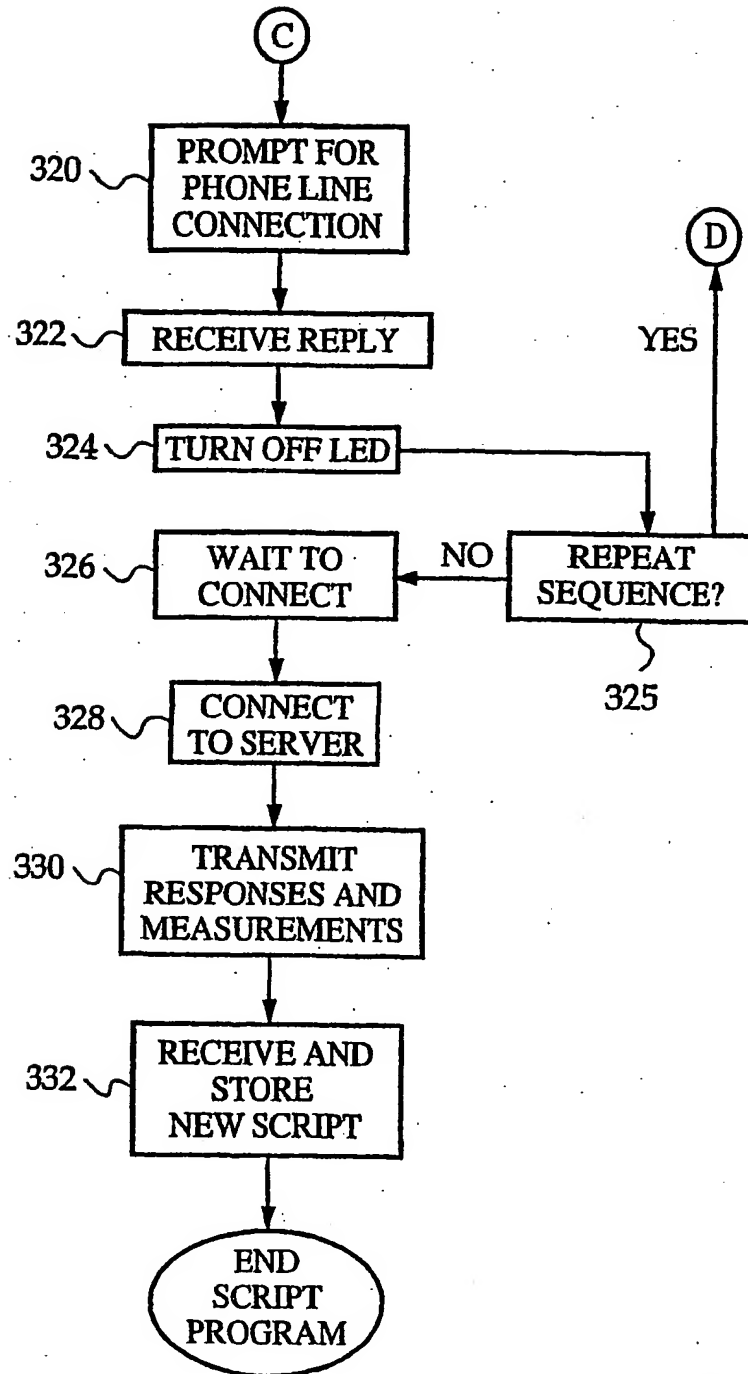 C
320
PROMPT FOR
PHONE LINE
CONNECTION
D
322
RECEIVE REPLY
YES
324
TURN OFF LED
326
WAIT TO
CONNECT
NO
REPEAT
SEQUENCE?
325
328
CONNECT
TO SERVER
330
TRANSMIT
RESPONSES AND
MEASUREMENTS
332
RECEIVE AND
STORE
NEW SCRIPT
END
SCRIPT
PROGRAM